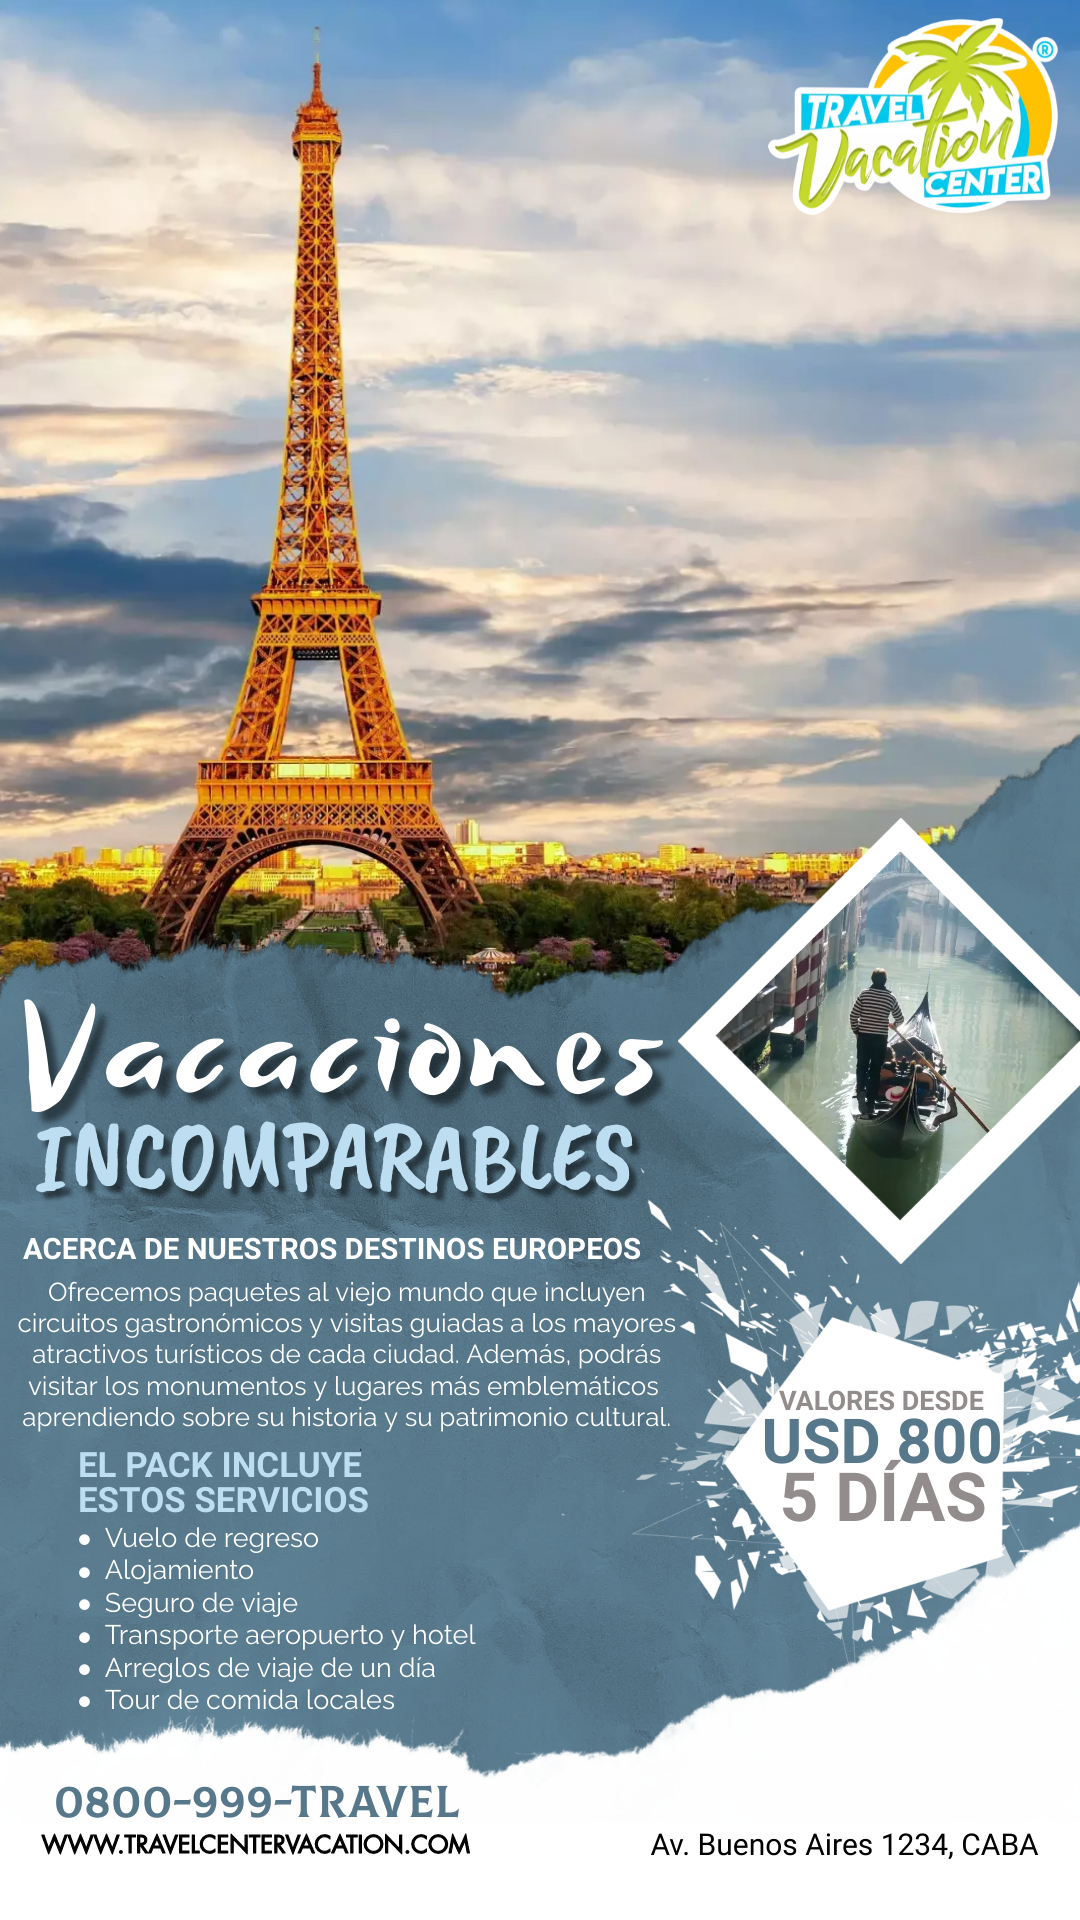 TRAVEL
Vacation
CENTER
®
Vacaciones
INCOMPARABLES
ACERCA DE NUESTROS DESTINOS EUROPEOS
Ofrecemos paquetes al viejo mundo que incluyen
circuitos gastronómicos y visitas guiadas a los mayores
atractivos turísticos de cada ciudad. Además, podrás
visitar los monumentos y lugares más emblemáticos
aprendiendo sobre su historia y su patrimonio cultural.
VALORES DESDE
USD 800
5 DÍAS
EL PACK INCLUYE
ESTOS SERVICIOS
• Vuelo de regreso
• Alojamiento
• Seguro de viaje
• Transporte aeropuerto y hotel
• Arreglos de viaje de un día
• Tour de comida locales
0800-999-TRAVEL
WWW.TRAVELCENTERVACATION.COM
Av. Buenos Aires 1234, CABA